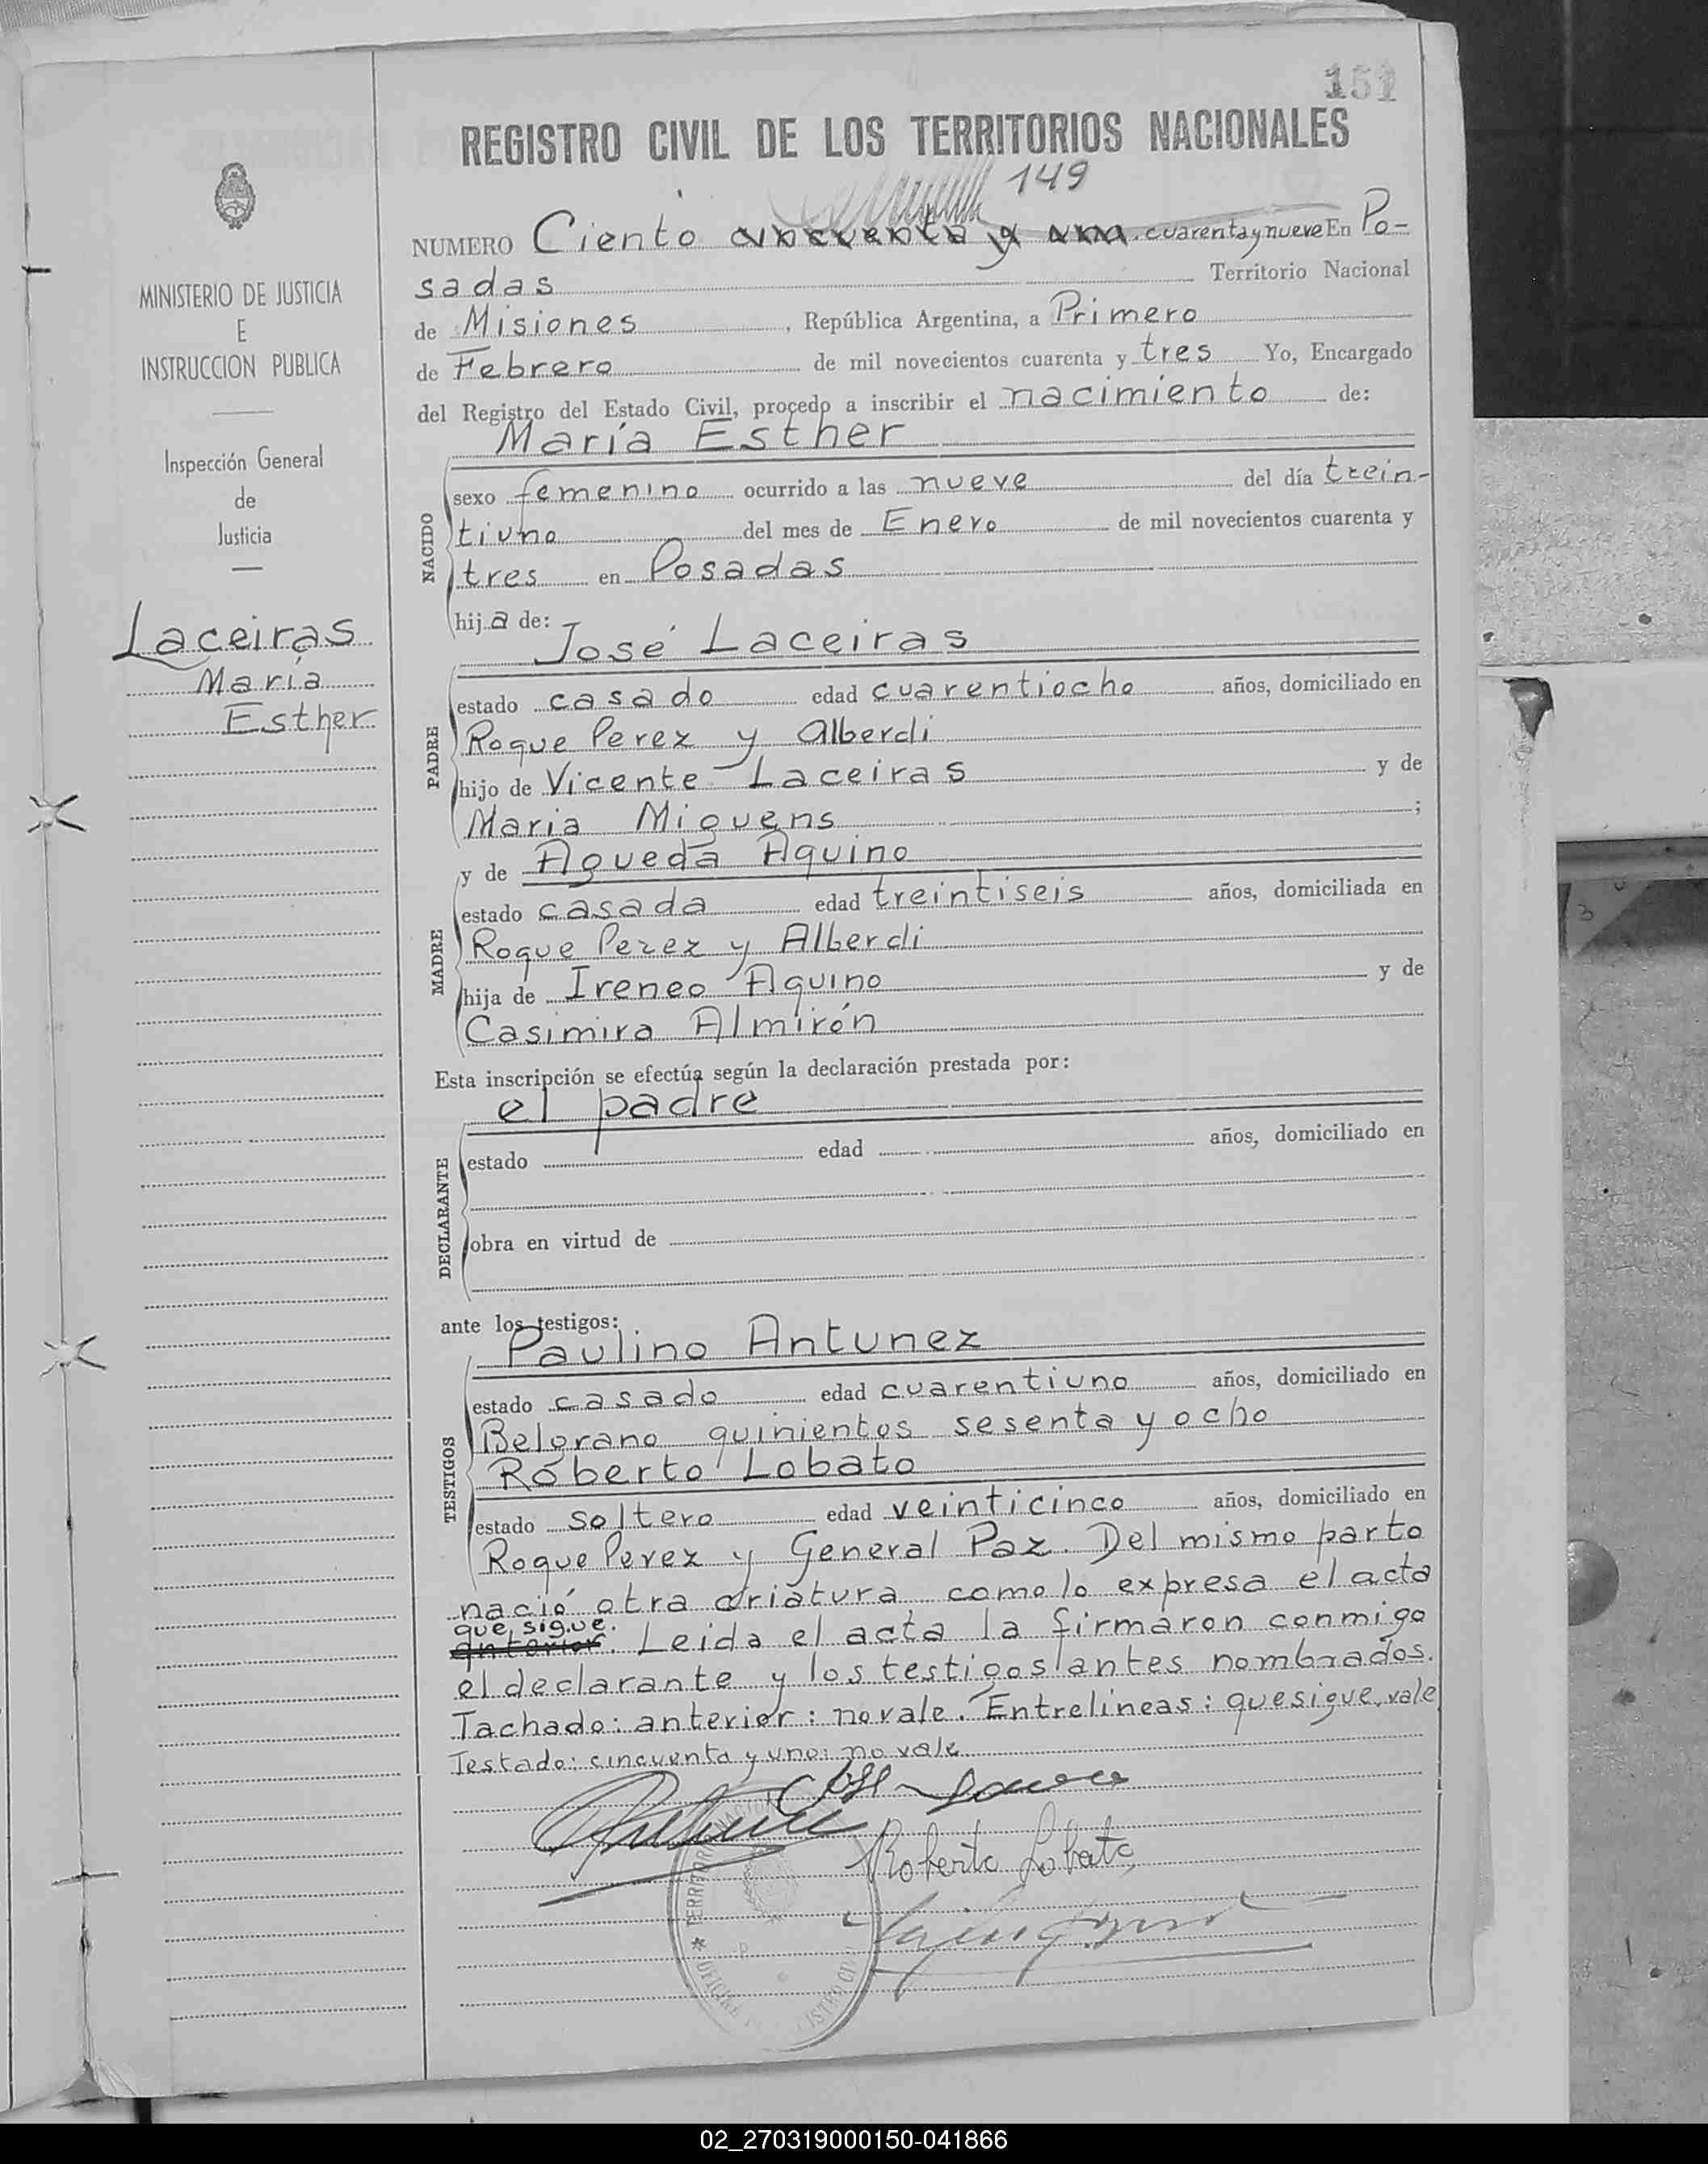 151
REGISTRO CIVIL DE LOS TERRITORIOS NACIONALES
149
NUMERO Ciento cincuenta y uno cuarenta y nueve En Po-
sadas Territorio Nacional
de Misiones, República Argentina, a Primero
de Febrero de mil novecientos cuarenta y tres Yo, Encargado
del Registro del Estado Civil, procedo a inscribir el nacimiento de:
María Esther
NACIDO
sexo femenino ocurrido a las nueve del día trein-
tiuno del mes de Enero de mil novecientos cuarenta y
tres en Posadas
hija de:
José Laceiras
PADRE
estado casado edad cuarentiocho años, domiciliado en
Roque Perez y Alberdi
hijo de Vicente Laceiras y de
Maria Miguens;
y de Agueda Aquino
MADRE
estado casada edad treintiseis años, domiciliada en
Roque Perez y Alberdi
hija de Ireneo Aquino y de
Casimira Almirón
Esta inscripción se efectúa según la declaración prestada por:
el padre
DECLARANTE
estado edad años, domiciliado en
obra en virtud de
ante los testigos:
Paulino Antunez
TESTIGOS
estado casado edad cuarentiuno años, domiciliado en
Belgrano quinientos sesenta y ocho
Roberto Lobato
estado soltero edad veinticinco años, domiciliado en
Roque Perez y General Paz. Del mismo parto
nació otra criatura como lo expresa el acta
que sigue.
anterior. Leida el acta la firmaron conmigo
el declarante y los testigos antes nombrados.
Tachado: anterior: no vale. Entrelineas: que sigue, vale
Testado: cincuenta y uno: no vale
Roberto Lobato
MINISTERIO DE JUSTICIA
E
INSTRUCCION PUBLICA
Inspección General
de
Justicia
Laceiras
María
Esther
02_270319000150-041866